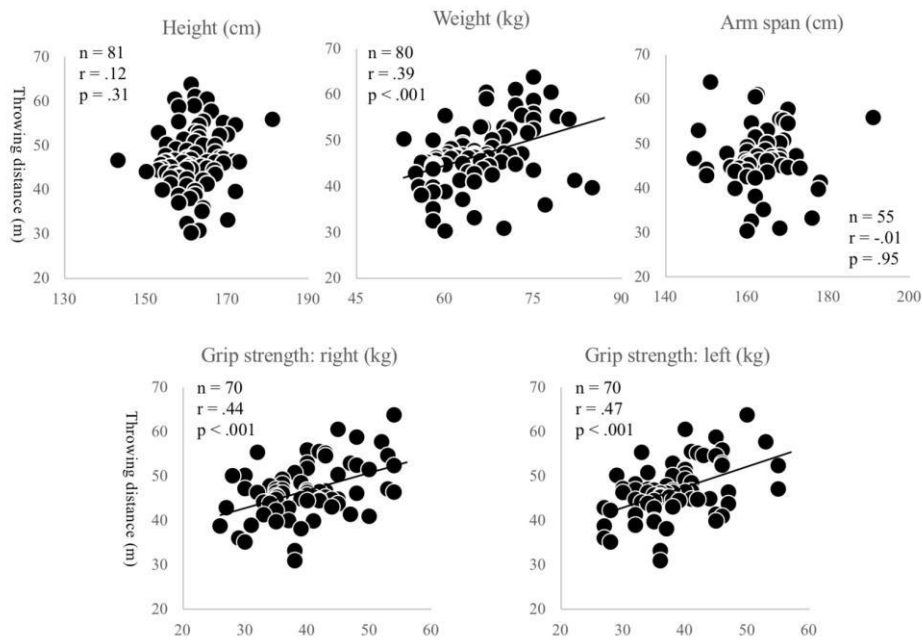 Height (cm)
n = 81
r = .12
p = .31
Throwing distance (m)
70
60
50
40
30
20
130
150
170
190
Weight (kg)
n = 80
r = .39
p < .001
70
60
50
40
30
20
45
60
75
90
Arm span (cm)
70
60
50
40
30
20
n = 55
r = -.01
p = .95
140
160
180
200
Grip strength: right (kg)
n = 70
r = .44
p < .001
Throwing distance (m)
70
60
50
40
30
20
20
30
40
50
60
Grip strength: left (kg)
n = 70
r = .47
p < .001
70
60
50
40
30
20
20
30
40
50
60